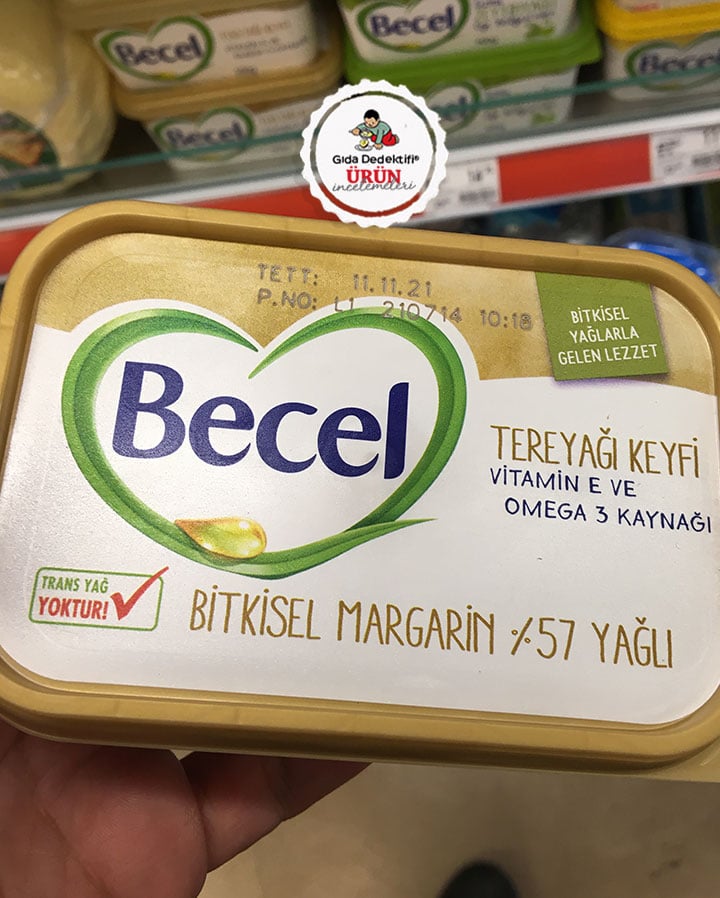 Becel
Becel
Becel
Becel
Becel
Gıda Dedektifi®
ÜRÜN
incelemeleri
TETT: 11.11.21
P.NO: L1 210714 10:18
BİTKİSEL
YAĞLARLA
GELEN LEZZET
Becel
TEREYAĞI KEYFİ
VİTAMİN E VE
OMEGA 3 KAYNAĞI
TRANS YAĞ
YOKTUR!
BİTKİSEL MARGARİN %57 YAĞLI